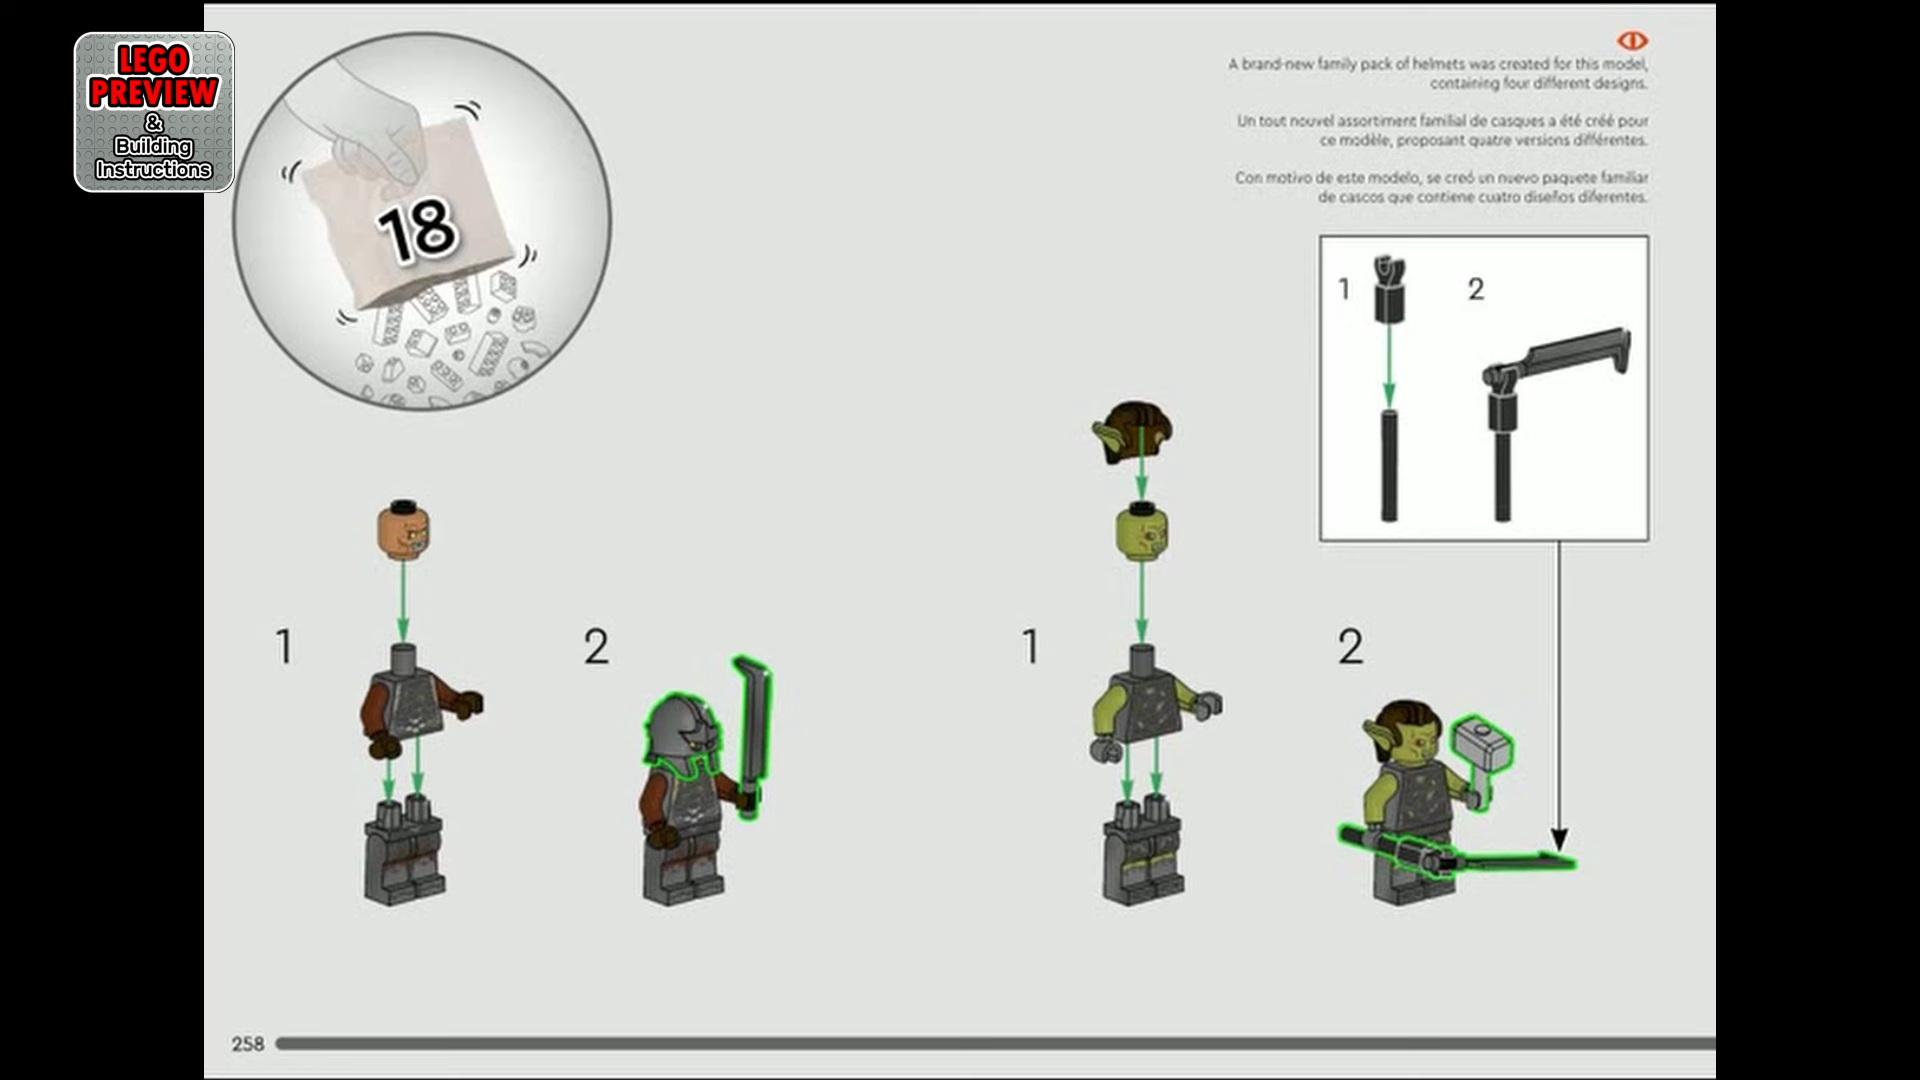 LEGO
PREVIEW
&
Building
Instructions
18
A brand-new family pack of helmets was created for this model,
containing four different designs.
Un tout nouvel assortiment familial de casques a été créé pour
ce modèle, proposant quatre versions différentes.
Con motivo de este modelo, se creó un nuevo paquete familiar
de cascos que contiene cuatro diseños diferentes.
1 2
1 2 1 2
258